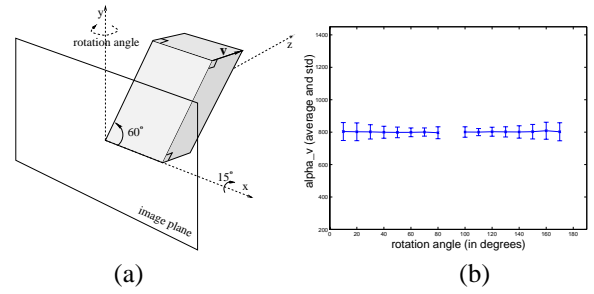 y
rotation angle
v
z
60°
15°
x
image plane
(a)
1400
1200
1000
800
600
400
200
alpha_v (average and std)
0 20 40 60 80 100 120 140 160 180
rotation angle (in degrees)
(b)